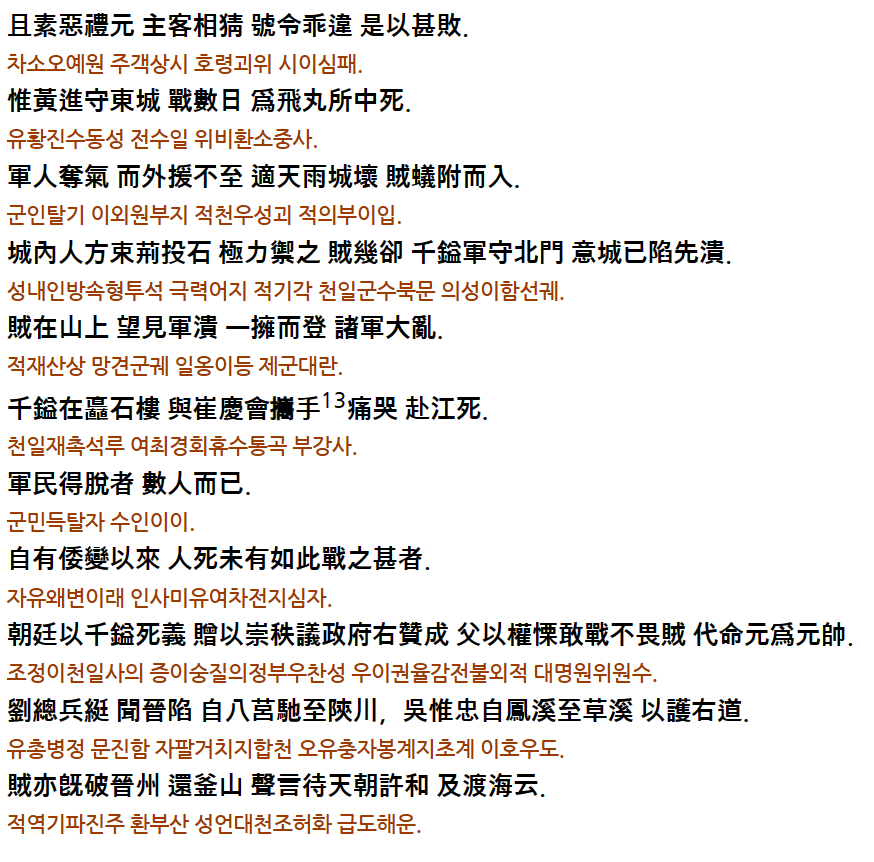 且素惡禮元 主客相猜 號令乖違 是以甚敗.
차소오예원 주객상시 호령괴위 시이심패.
惟黃進守東城 戰數日 爲飛丸所中死.
유황진수동성 전수일 위비환소중사.
軍人奪氣 而外援不至 適天雨城壞 賊蟻附而入.
군인탈기 이외원부지 적천우성괴 적의부이입.
城內人方束荊投石 極力禦之 賊幾卻 千鎰軍守北門 意城已陷先潰.
성내인방속형투석 극력어지 적기각 천일군수북문 의성이함선궤.
賊在山上 望見軍潰 一擁而登 諸軍大亂.
적재산상 망견군궤 일옹이등 제군대란.
千鎰在矗石樓 與崔慶會攜手13痛哭 赴江死.
천일재촉석루 여최경회휴수통곡 부강사.
軍民得脫者 數人而已.
군민득탈자 수인이이.
自有倭變以來 人死未有如此戰之甚者.
자유왜변이래 인사미유여차전지심자.
朝廷以千鎰死義 贈以崇秩議政府右贊成 父以權慄敢戰不畏賊 代命元爲元帥.
조정이천일사의 증이숭질의정부우찬성 우이권율감전불외적 대명원위원수.
劉總兵綎 聞晉陷 自八莒馳至陜川, 吳惟忠自鳳溪至草溪 以護右道.
유총병정 문진함 자팔거치지합천 오유충자봉계지초계 이호우도.
賊亦旣破晉州 還釜山 聲言待天朝許和 及渡海云.
적역기파진주 환부산 성언대천조허화 급도해운.